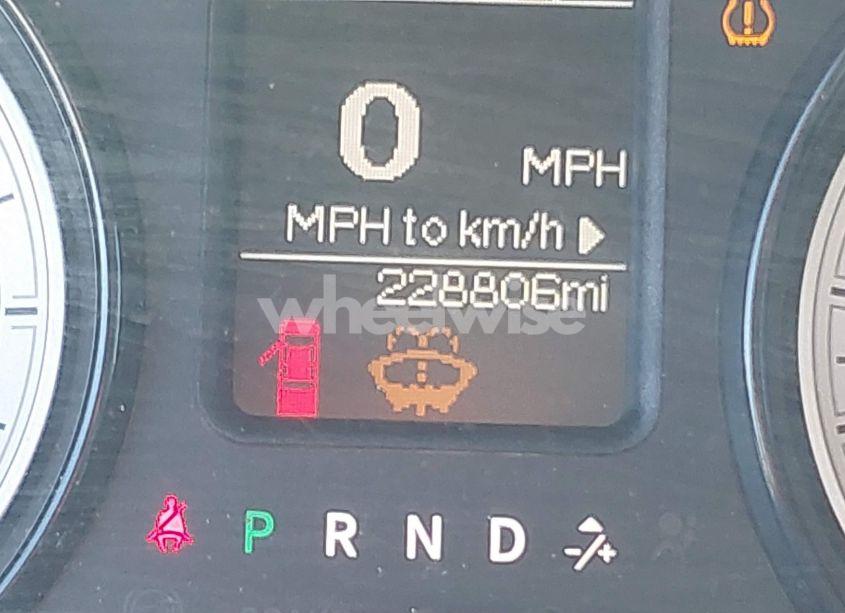 0
MPH
MPH to km/h
228806mi
wheelwise
P R N D -/+